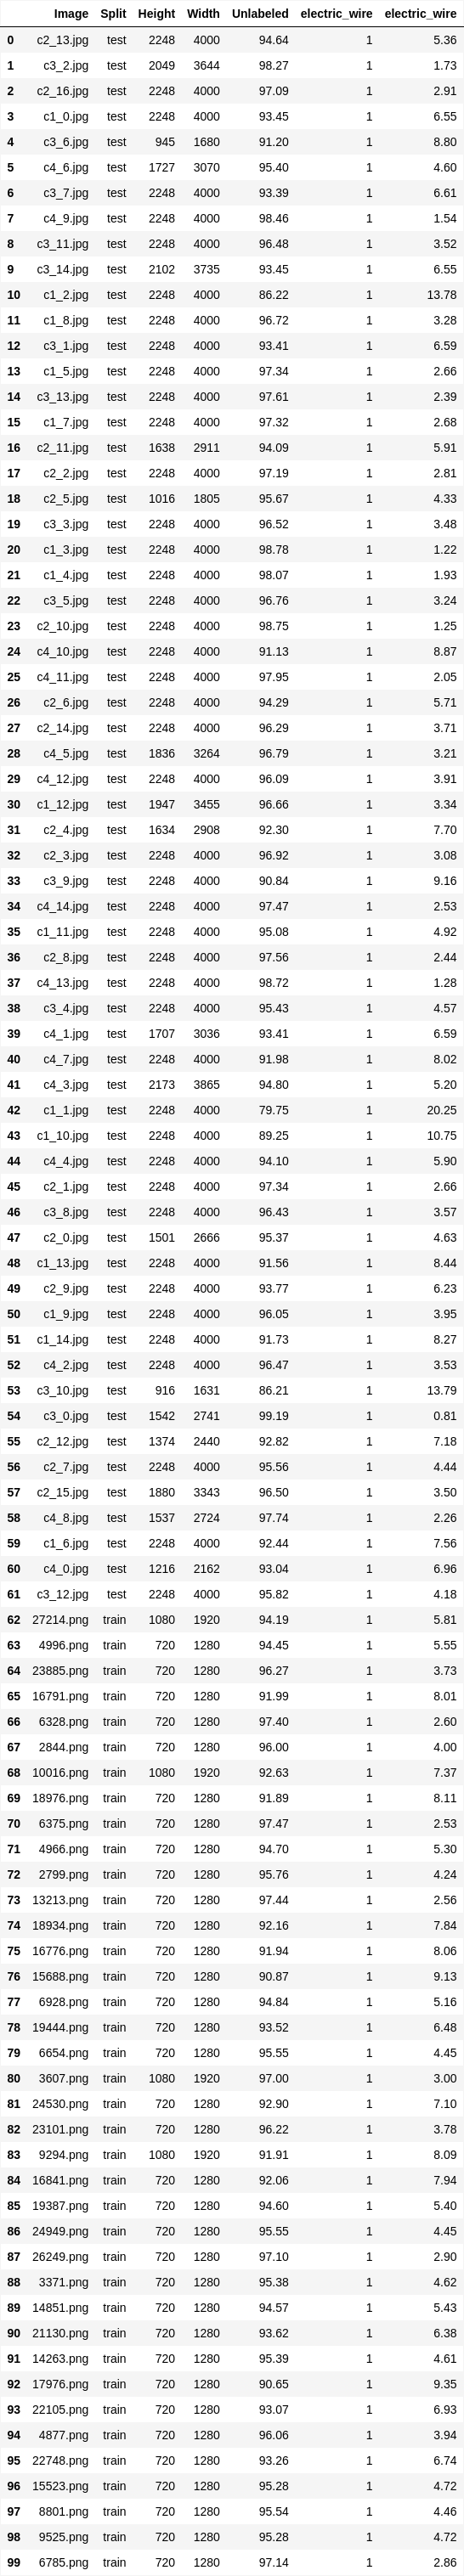 Image Split Height Width Unlabeled electric_wire electric_wire
0 c2_13.jpg test 2248 4000 94.64 1 5.36
1 c3_2.jpg test 2049 3644 98.27 1 1.73
2 c2_16.jpg test 2248 4000 97.09 1 2.91
3 c1_0.jpg test 2248 4000 93.45 1 6.55
4 c3_6.jpg test 945 1680 91.20 1 8.80
5 c4_6.jpg test 1727 3070 95.40 1 4.60
6 c3_7.jpg test 2248 4000 93.39 1 6.61
7 c4_9.jpg test 2248 4000 98.46 1 1.54
8 c3_11.jpg test 2248 4000 96.48 1 3.52
9 c3_14.jpg test 2102 3735 93.45 1 6.55
10 c1_2.jpg test 2248 4000 86.22 1 13.78
11 c1_8.jpg test 2248 4000 96.72 1 3.28
12 c3_1.jpg test 2248 4000 93.41 1 6.59
13 c1_5.jpg test 2248 4000 97.34 1 2.66
14 c3_13.jpg test 2248 4000 97.61 1 2.39
15 c1_7.jpg test 2248 4000 97.32 1 2.68
16 c2_11.jpg test 1638 2911 94.09 1 5.91
17 c2_2.jpg test 2248 4000 97.19 1 2.81
18 c2_5.jpg test 1016 1805 95.67 1 4.33
19 c3_3.jpg test 2248 4000 96.52 1 3.48
20 c1_3.jpg test 2248 4000 98.78 1 1.22
21 c1_4.jpg test 2248 4000 98.07 1 1.93
22 c3_5.jpg test 2248 4000 96.76 1 3.24
23 c2_10.jpg test 2248 4000 98.75 1 1.25
24 c4_10.jpg test 2248 4000 91.13 1 8.87
25 c4_11.jpg test 2248 4000 97.95 1 2.05
26 c2_6.jpg test 2248 4000 94.29 1 5.71
27 c2_14.jpg test 2248 4000 96.29 1 3.71
28 c4_5.jpg test 1836 3264 96.79 1 3.21
29 c4_12.jpg test 2248 4000 96.09 1 3.91
30 c1_12.jpg test 1947 3455 96.66 1 3.34
31 c2_4.jpg test 1634 2908 92.30 1 7.70
32 c2_3.jpg test 2248 4000 96.92 1 3.08
33 c3_9.jpg test 2248 4000 90.84 1 9.16
34 c4_14.jpg test 2248 4000 97.47 1 2.53
35 c1_11.jpg test 2248 4000 95.08 1 4.92
36 c2_8.jpg test 2248 4000 97.56 1 2.44
37 c4_13.jpg test 2248 4000 98.72 1 1.28
38 c3_4.jpg test 2248 4000 95.43 1 4.57
39 c4_1.jpg test 1707 3036 93.41 1 6.59
40 c4_7.jpg test 2248 4000 91.98 1 8.02
41 c4_3.jpg test 2173 3865 94.80 1 5.20
42 c1_1.jpg test 2248 4000 79.75 1 20.25
43 c1_10.jpg test 2248 4000 89.25 1 10.75
44 c4_4.jpg test 2248 4000 94.10 1 5.90
45 c2_1.jpg test 2248 4000 97.34 1 2.66
46 c3_8.jpg test 2248 4000 96.43 1 3.57
47 c2_0.jpg test 1501 2666 95.37 1 4.63
48 c1_13.jpg test 2248 4000 91.56 1 8.44
49 c2_9.jpg test 2248 4000 93.77 1 6.23
50 c1_9.jpg test 2248 4000 96.05 1 3.95
51 c1_14.jpg test 2248 4000 91.73 1 8.27
52 c4_2.jpg test 2248 4000 96.47 1 3.53
53 c3_10.jpg test 916 1631 86.21 1 13.79
54 c3_0.jpg test 1542 2741 99.19 1 0.81
55 c2_12.jpg test 1374 2440 92.82 1 7.18
56 c2_7.jpg test 2248 4000 95.56 1 4.44
57 c2_15.jpg test 1880 3343 96.50 1 3.50
58 c4_8.jpg test 1537 2724 97.74 1 2.26
59 c1_6.jpg test 2248 4000 92.44 1 7.56
60 c4_0.jpg test 1216 2162 93.04 1 6.96
61 c3_12.jpg test 2248 4000 95.82 1 4.18
62 27214.png train 1080 1920 94.19 1 5.81
63 4996.png train 720 1280 94.45 1 5.55
64 23885.png train 720 1280 96.27 1 3.73
65 16791.png train 720 1280 91.99 1 8.01
66 6328.png train 720 1280 97.40 1 2.60
67 2844.png train 720 1280 96.00 1 4.00
68 10016.png train 1080 1920 92.63 1 7.37
69 18976.png train 720 1280 91.89 1 8.11
70 6375.png train 720 1280 97.47 1 2.53
71 4966.png train 720 1280 94.70 1 5.30
72 2799.png train 720 1280 95.76 1 4.24
73 13213.png train 720 1280 97.44 1 2.56
74 18934.png train 720 1280 92.16 1 7.84
75 16776.png train 720 1280 91.94 1 8.06
76 15688.png train 720 1280 90.87 1 9.13
77 6928.png train 720 1280 94.84 1 5.16
78 19444.png train 720 1280 93.52 1 6.48
79 6654.png train 720 1280 95.55 1 4.45
80 3607.png train 1080 1920 97.00 1 3.00
81 24530.png train 720 1280 92.90 1 7.10
82 23101.png train 720 1280 96.22 1 3.78
83 9294.png train 1080 1920 91.91 1 8.09
84 16841.png train 720 1280 92.06 1 7.94
85 19387.png train 720 1280 94.60 1 5.40
86 24949.png train 720 1280 95.55 1 4.45
87 26249.png train 720 1280 97.10 1 2.90
88 3371.png train 720 1280 95.38 1 4.62
89 14851.png train 720 1280 94.57 1 5.43
90 21130.png train 720 1280 93.62 1 6.38
91 14263.png train 720 1280 95.39 1 4.61
92 17976.png train 720 1280 90.65 1 9.35
93 22105.png train 720 1280 93.07 1 6.93
94 4877.png train 720 1280 96.06 1 3.94
95 22748.png train 720 1280 93.26 1 6.74
96 15523.png train 720 1280 95.28 1 4.72
97 8801.png train 720 1280 95.54 1 4.46
98 9525.png train 720 1280 95.28 1 4.72
99 6785.png train 720 1280 97.14 1 2.86